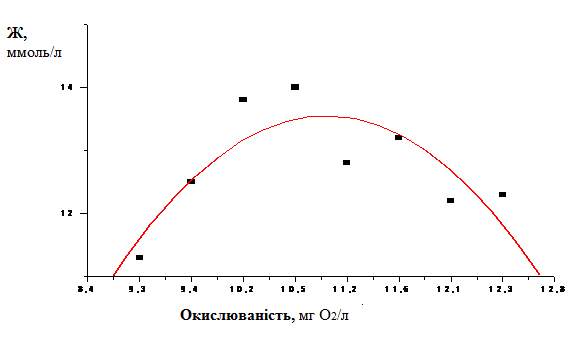 Ж,
ммоль/л
14
12
8,4 9,3 9,4 10,2 10,5 11,2 11,6 12,1 12,3 12,8
Окислюваність, мг О2/л